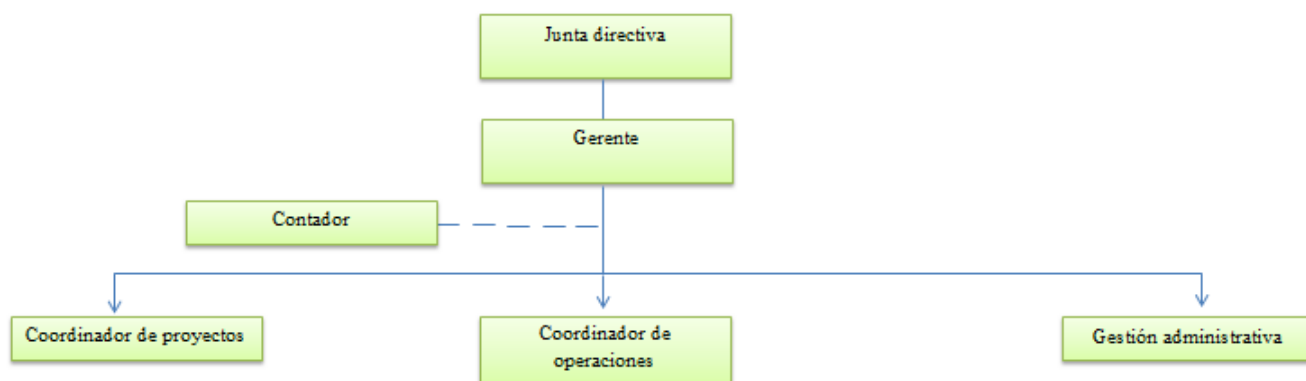 Junta directiva
Gerente
Contador
Coordinador de proyectos
Coordinador de
operaciones
Gestión administrativa